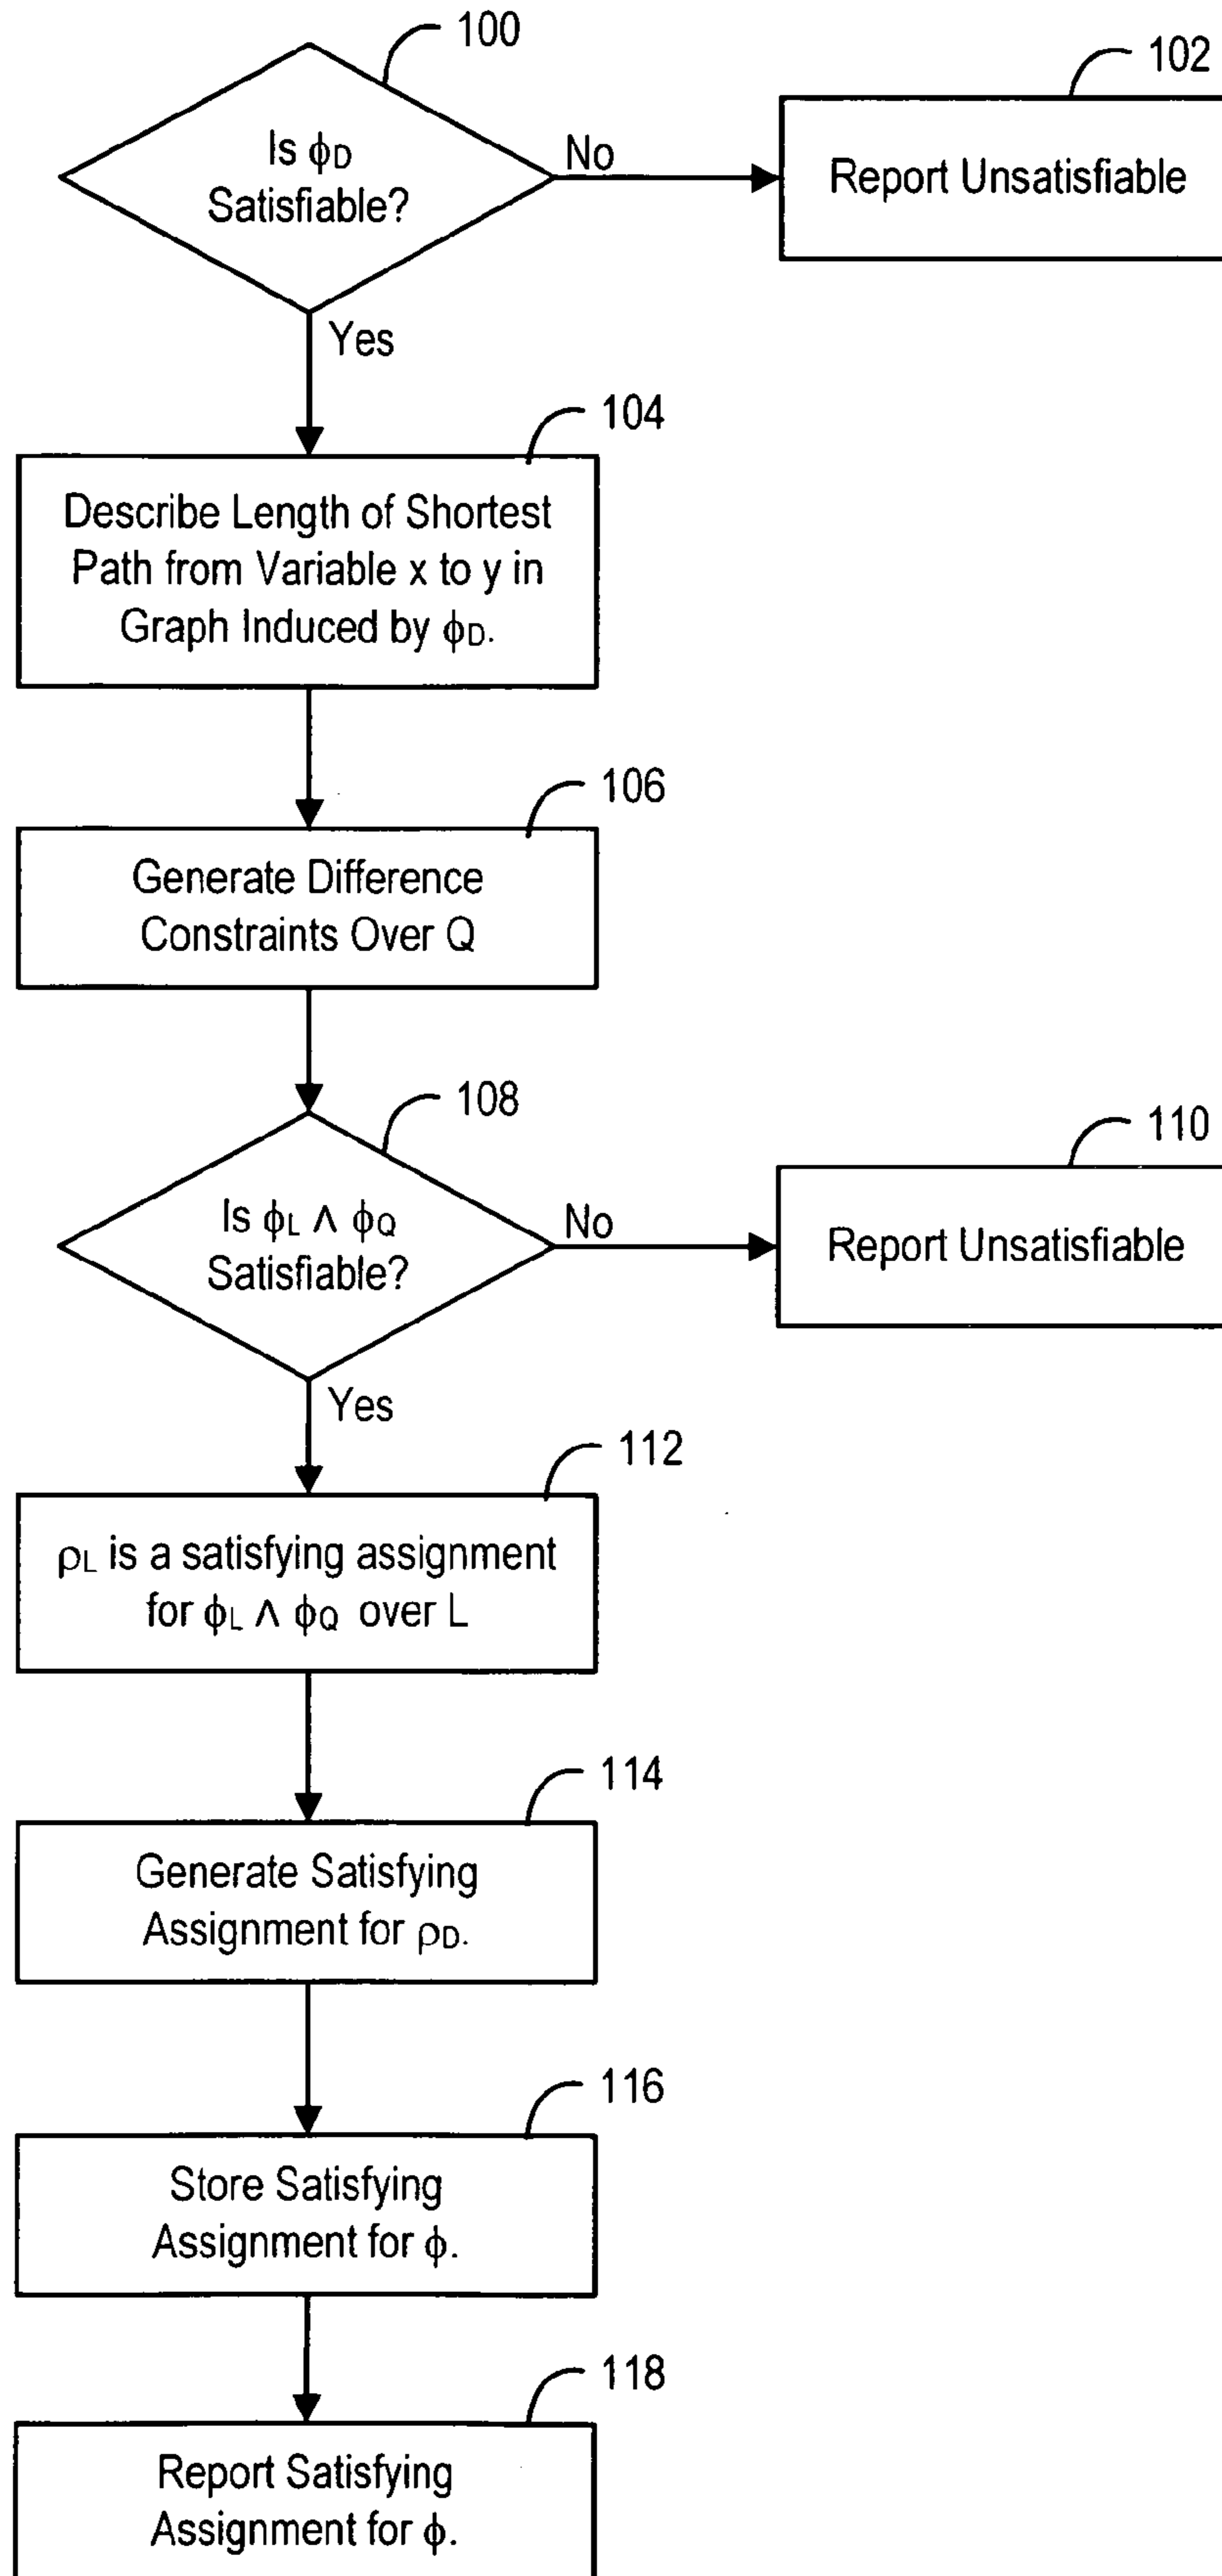 100
102
Is ϕD
Satisfiable?
No
Report Unsatisfiable
Yes
104
Describe Length of Shortest
Path from Variable x to y in
Graph Induced by ϕD.
106
Generate Difference
Constraints Over Q
108
110
Is ϕL Λ ϕQ
Satisfiable?
No
Report Unsatisfiable
Yes
112
ρL is a satisfying assignment
for ϕL Λ ϕQ over L
114
Generate Satisfying
Assignment for ρD.
116
Store Satisfying
Assignment for ϕ.
118
Report Satisfying
Assignment for ϕ.